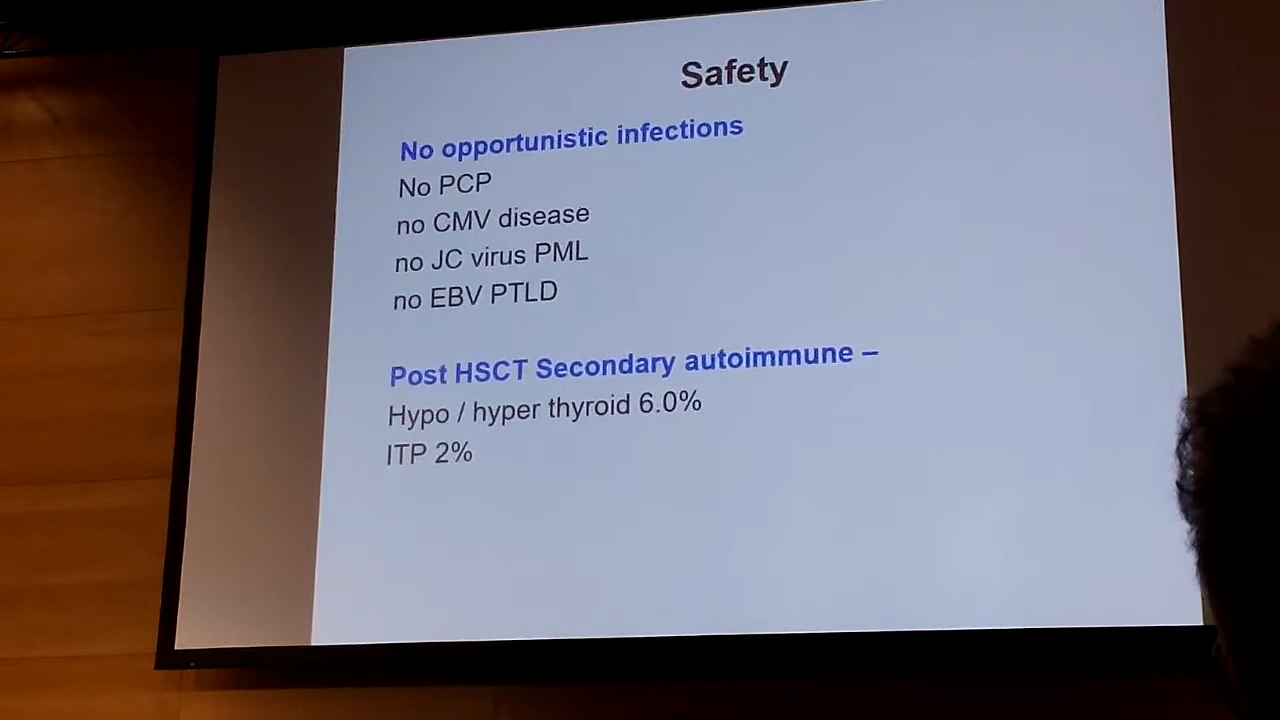 Safety
No opportunistic infections
No PCP
no CMV disease
no JC virus PML
no EBV PTLD
Post HSCT Secondary autoimmune –
Hypo / hyper thyroid 6.0%
ITP 2%